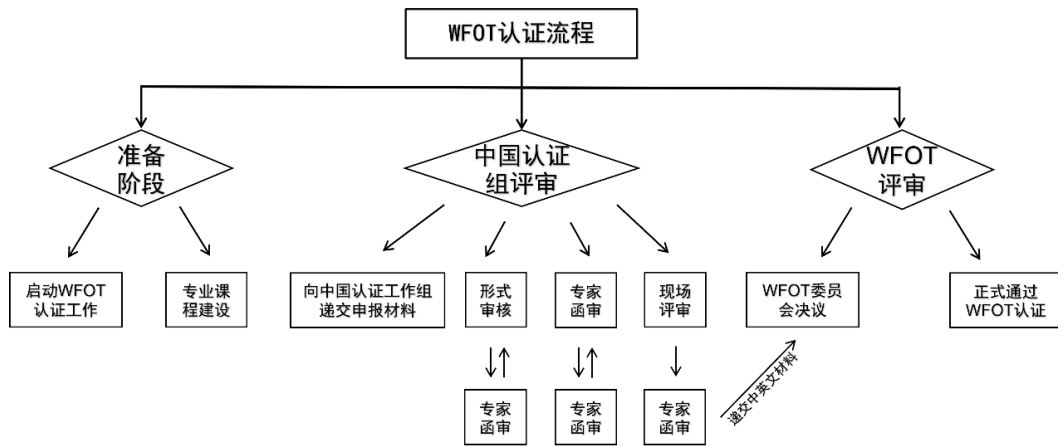 WFOT认证流程
准备
阶段
中国认证
组评审
WFOT
评审
启动WFOT
认证工作
专业课
程建设
向中国认证工作组
递交申报材料
形式
审核
专家
函审
现场
评审
WFOT委员
会决议
正式通过
WFOT认证
专家
函审
专家
函审
专家
函审
递交中英文材料